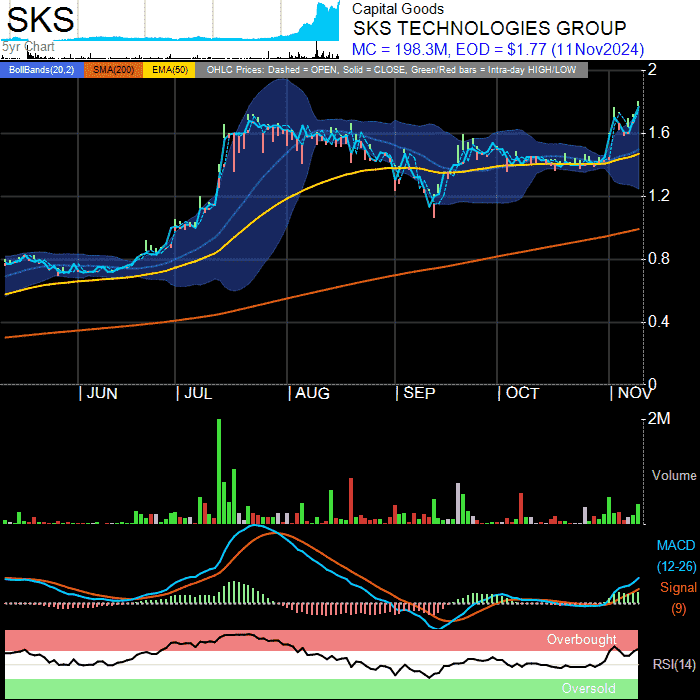 SKS
Capital Goods
SKS TECHNOLOGIES GROUP
MC = 198.3M, EOD = $1.77 (11Nov2024)
5yr Chart
BollBands(20,2) SMA(200) EMA(50) OHLC Prices: Dashed = OPEN, Solid = CLOSE, Green/Red bars = Intra-day HIGH/LOW
2
1.6
1.2
0.8
0.4
0
JUN JUL AUG SEP OCT NOV
2M
Volume
MACD
(12-26)
Signal
(9)
Overbought
RSI(14)
Oversold